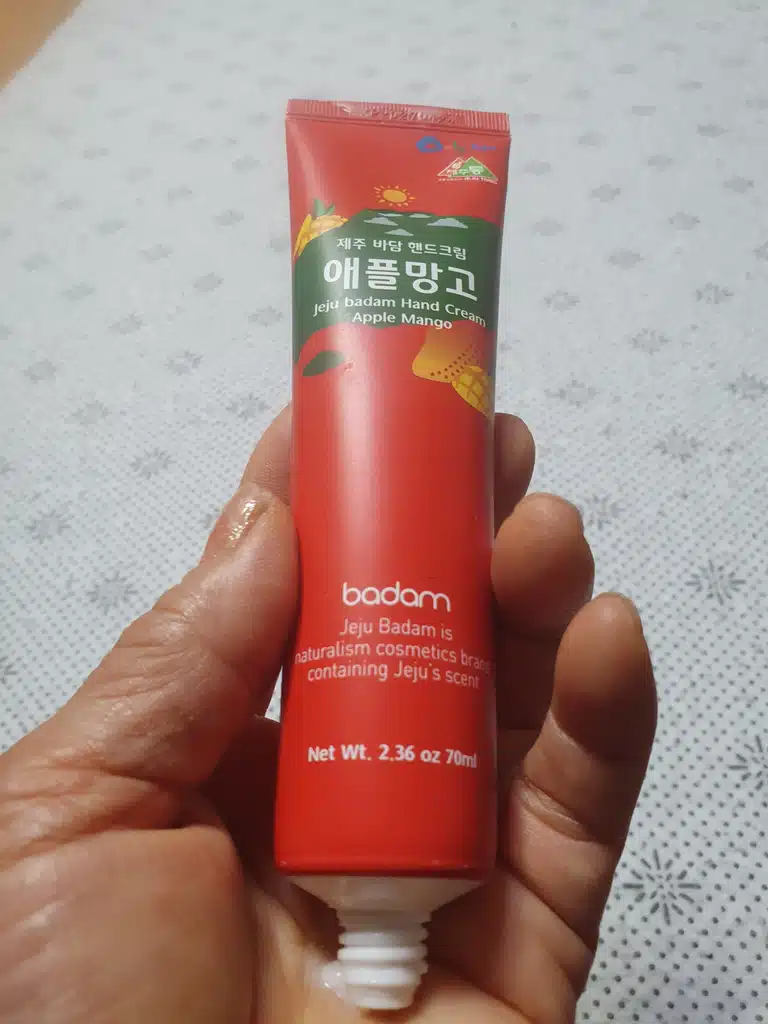 제주 바담 핸드크림
애플망고
Jeju badam Hand Cream
Apple Mango
badam
Jeju Badam is
naturalism cosmetics brand
containing Jeju's scent
Net Wt. 2.36 oz 70ml